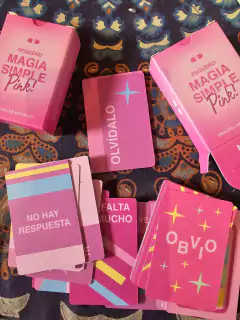 PEQUEÑO
MAGIA
SIMPLE
Pink!
PEQUEÑO
MAGIA
SIMPLE
Pink!
OLVIDALO
NO HAY
RESPUESTA
FALTA
MUCHO
OBVIO